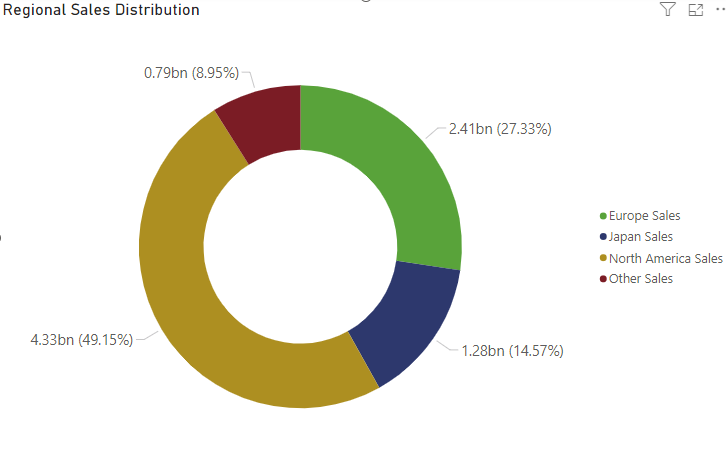 Regional Sales Distribution
0.79bn (8.95%)
2.41bn (27.33%)
4.33bn (49.15%)
1.28bn (14.57%)
Europe Sales
Japan Sales
North America Sales
Other Sales